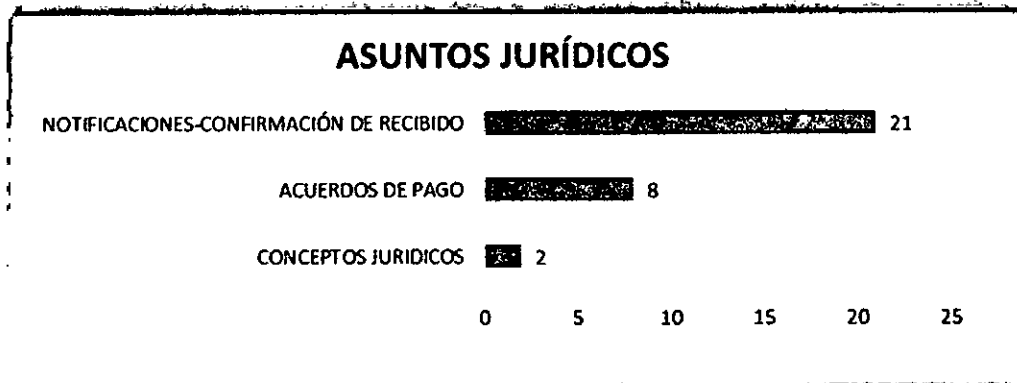 ASUNTOS JURÍDICOS
NOTIFICACIONES-CONFIRMACIÓN DE RECIBIDO 21
ACUERDOS DE PAGO 8
CONCEPTOS JURIDICOS 2
0 5 10 15 20 25